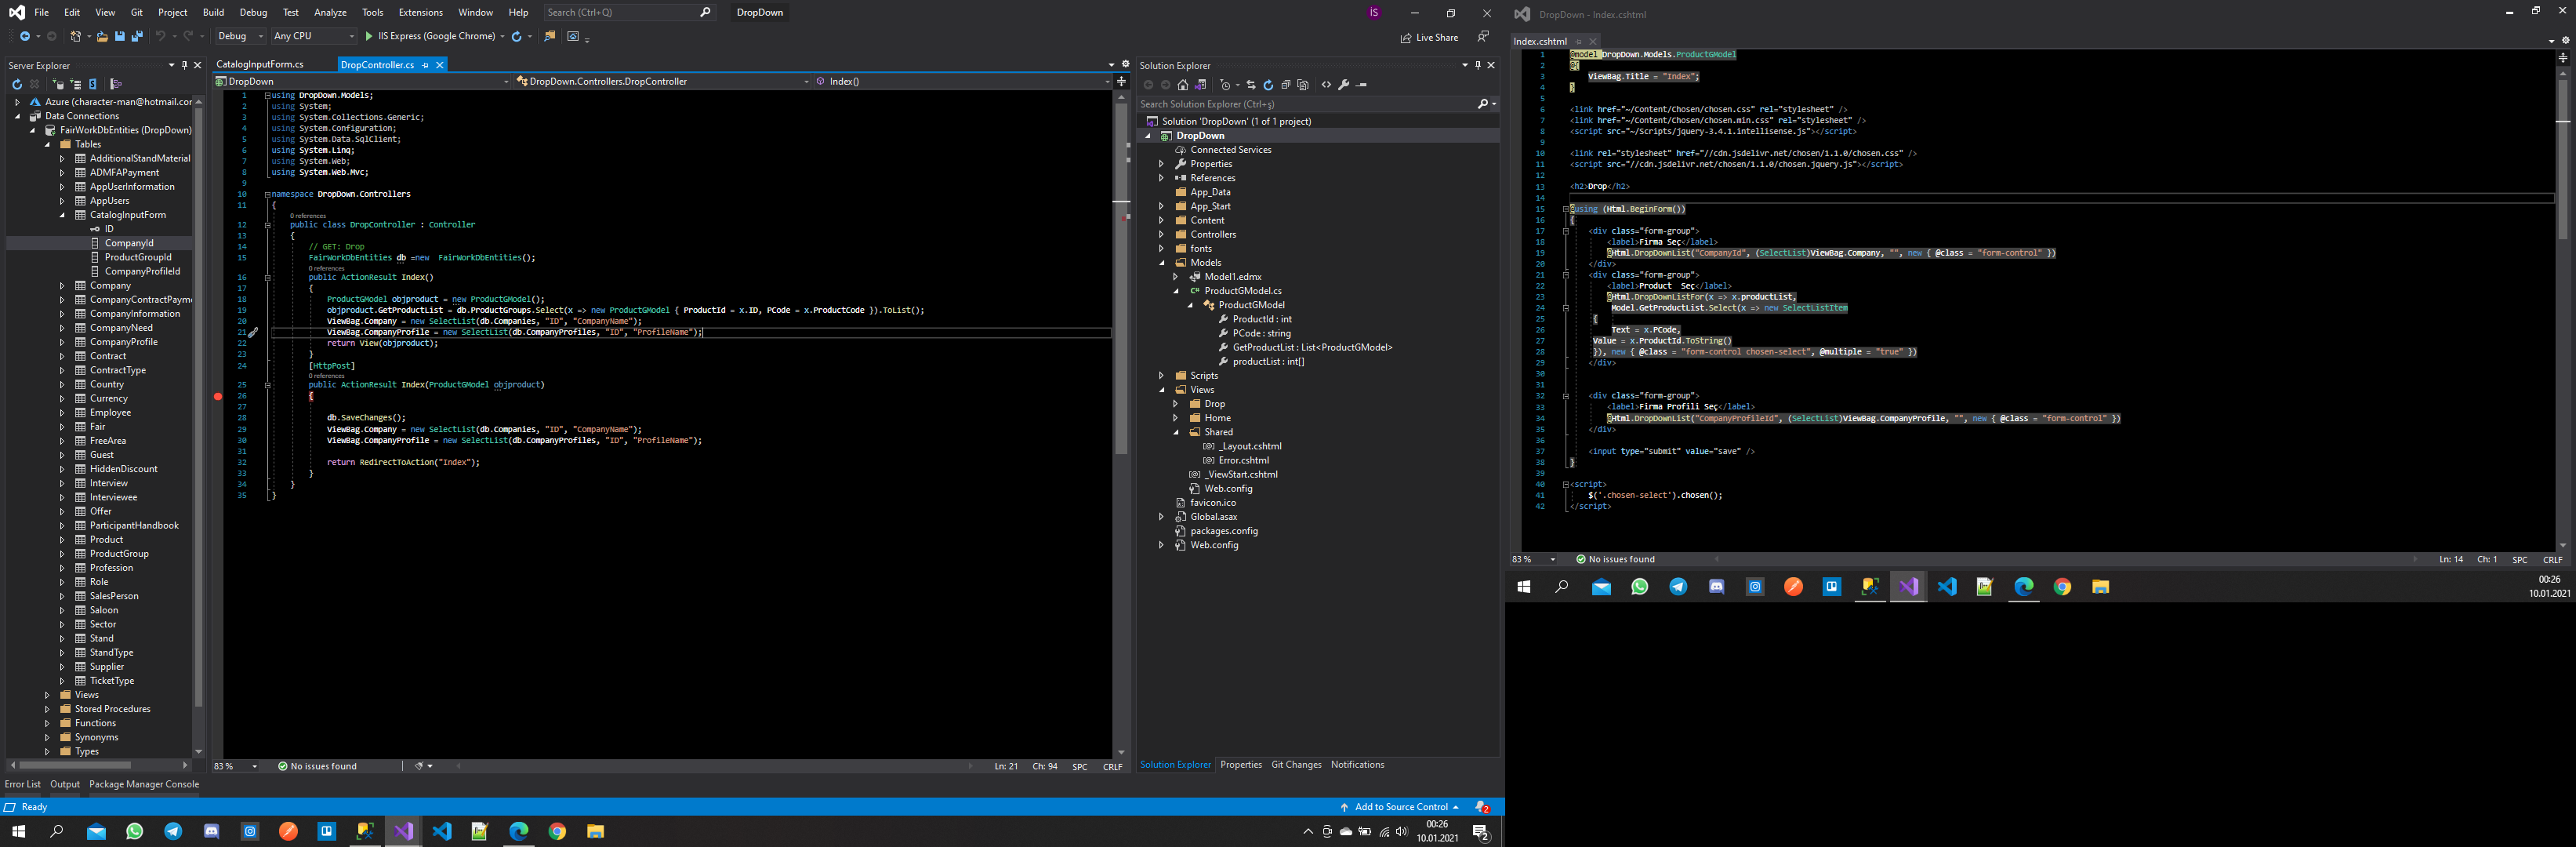 File Edit View Git Project Build Debug Test Analyze Tools Extensions Window Help Search (Ctrl+Q) DropDown İS
Debug Any CPU IIS Express (Google Chrome) Live Share
Server Explorer
Azure (character-man@hotmail.cor
Data Connections
FairWorkDbEntities (DropDown)
Tables
AdditionalStandMaterial
ADMFAPayment
AppUserInformation
AppUsers
CatalogInputForm
ID
CompanyId
ProductGroupId
CompanyProfileId
Company
CompanyContractPaym
CompanyInformation
CompanyNeed
CompanyProfile
Contract
ContractType
Country
Currency
Employee
Fair
FreeArea
Guest
HiddenDiscount
Interview
Interviewee
Offer
ParticipantHandbook
Product
ProductGroup
Profession
Role
SalesPerson
Saloon
Sector
Stand
StandType
Supplier
TicketType
Views
Stored Procedures
Functions
Synonyms
Types
Error List Output Package Manager Console
Ready
CatalogInputForm.cs DropController.cs
DropDown DropDown.Controllers.DropController Index()
1 using DropDown.Models;
2 using System;
3 using System.Collections.Generic;
4 using System.Configuration;
5 using System.Data.SqlClient;
6 using System.Linq;
7 using System.Web;
8 using System.Web.Mvc;
9
10 namespace DropDown.Controllers
11 {
0 references
12 public class DropController : Controller
13 {
14 // GET: Drop
15 FairWorkDbEntities db =new FairWorkDbEntities();
0 references
16 public ActionResult Index()
17 {
18 ProductGModel objproduct = new ProductGModel();
19 objproduct.GetProductList = db.ProductGroups.Select(x => new ProductGModel { ProductId = x.ID, PCode = x.ProductCode }).ToList();
20 ViewBag.Company = new SelectList(db.Companies, "ID", "CompanyName");
21 ViewBag.CompanyProfile = new SelectList(db.CompanyProfiles, "ID", "ProfileName");
22 return View(objproduct);
23 }
24 [HttpPost]
0 references
25 public ActionResult Index(ProductGModel objproduct)
26 {
27
28 db.SaveChanges();
29 ViewBag.Company = new SelectList(db.Companies, "ID", "CompanyName");
30 ViewBag.CompanyProfile = new SelectList(db.CompanyProfiles, "ID", "ProfileName");
31
32 return RedirectToAction("Index");
33 }
34 }
35 }
83 % No issues found Ln: 21 Ch: 94 SPC CRLF
Solution Explorer
Search Solution Explorer (Ctrl+ş)
Solution 'DropDown' (1 of 1 project)
DropDown
Connected Services
Properties
References
App_Data
App_Start
Content
Controllers
fonts
Models
Model1.edmx
ProductGModel.cs
ProductGModel
ProductId : int
PCode : string
GetProductList : List<ProductGModel>
productList : int[]
Scripts
Views
Drop
Home
Shared
_Layout.cshtml
Error.cshtml
_ViewStart.cshtml
Web.config
favicon.ico
Global.asax
packages.config
Web.config
Solution Explorer Properties Git Changes Notifications
Add to Source Control 2
00:26
10.01.2021
2
DropDown - Index.cshtml
Index.cshtml
1 @model DropDown.Models.ProductGModel
2 @{
3 ViewBag.Title = "Index";
4 }
5
6 <link href="~/Content/Chosen/chosen.css" rel="stylesheet" />
7 <link href="~/Content/Chosen/chosen.min.css" rel="stylesheet" />
8 <script src="~/Scripts/jquery-3.4.1.intellisense.js"></script>
9
10 <link rel="stylesheet" href="//cdn.jsdelivr.net/chosen/1.1.0/chosen.css" />
11 <script src="//cdn.jsdelivr.net/chosen/1.1.0/chosen.jquery.js"></script>
12
13 <h2>Drop</h2>
14
15 @using (Html.BeginForm())
16 {
17 <div class="form-group">
18 <label>Firma Seç</label>
19 @Html.DropDownList("CompanyId", (SelectList)ViewBag.Company, "", new { @class = "form-control" })
20 </div>
21 <div class="form-group">
22 <label>Product Seç</label>
23 @Html.DropDownListFor(x => x.productList,
24 Model.GetProductList.Select(x => new SelectListItem
25 {
26 Text = x.PCode,
27 Value = x.ProductId.ToString()
28 }), new { @class = "form-control chosen-select", @multiple = "true" })
29 </div>
30
31
32 <div class="form-group">
33 <label>Firma Profili Seç</label>
34 @Html.DropDownList("CompanyProfileId", (SelectList)ViewBag.CompanyProfile, "", new { @class = "form-control" })
35 </div>
36
37 <input type="submit" value="save" />
38 }
39
40 <script>
41 $('.chosen-select').chosen();
42 </script>
83 % No issues found Ln: 14 Ch: 1 SPC CRLF
00:26
10.01.2021